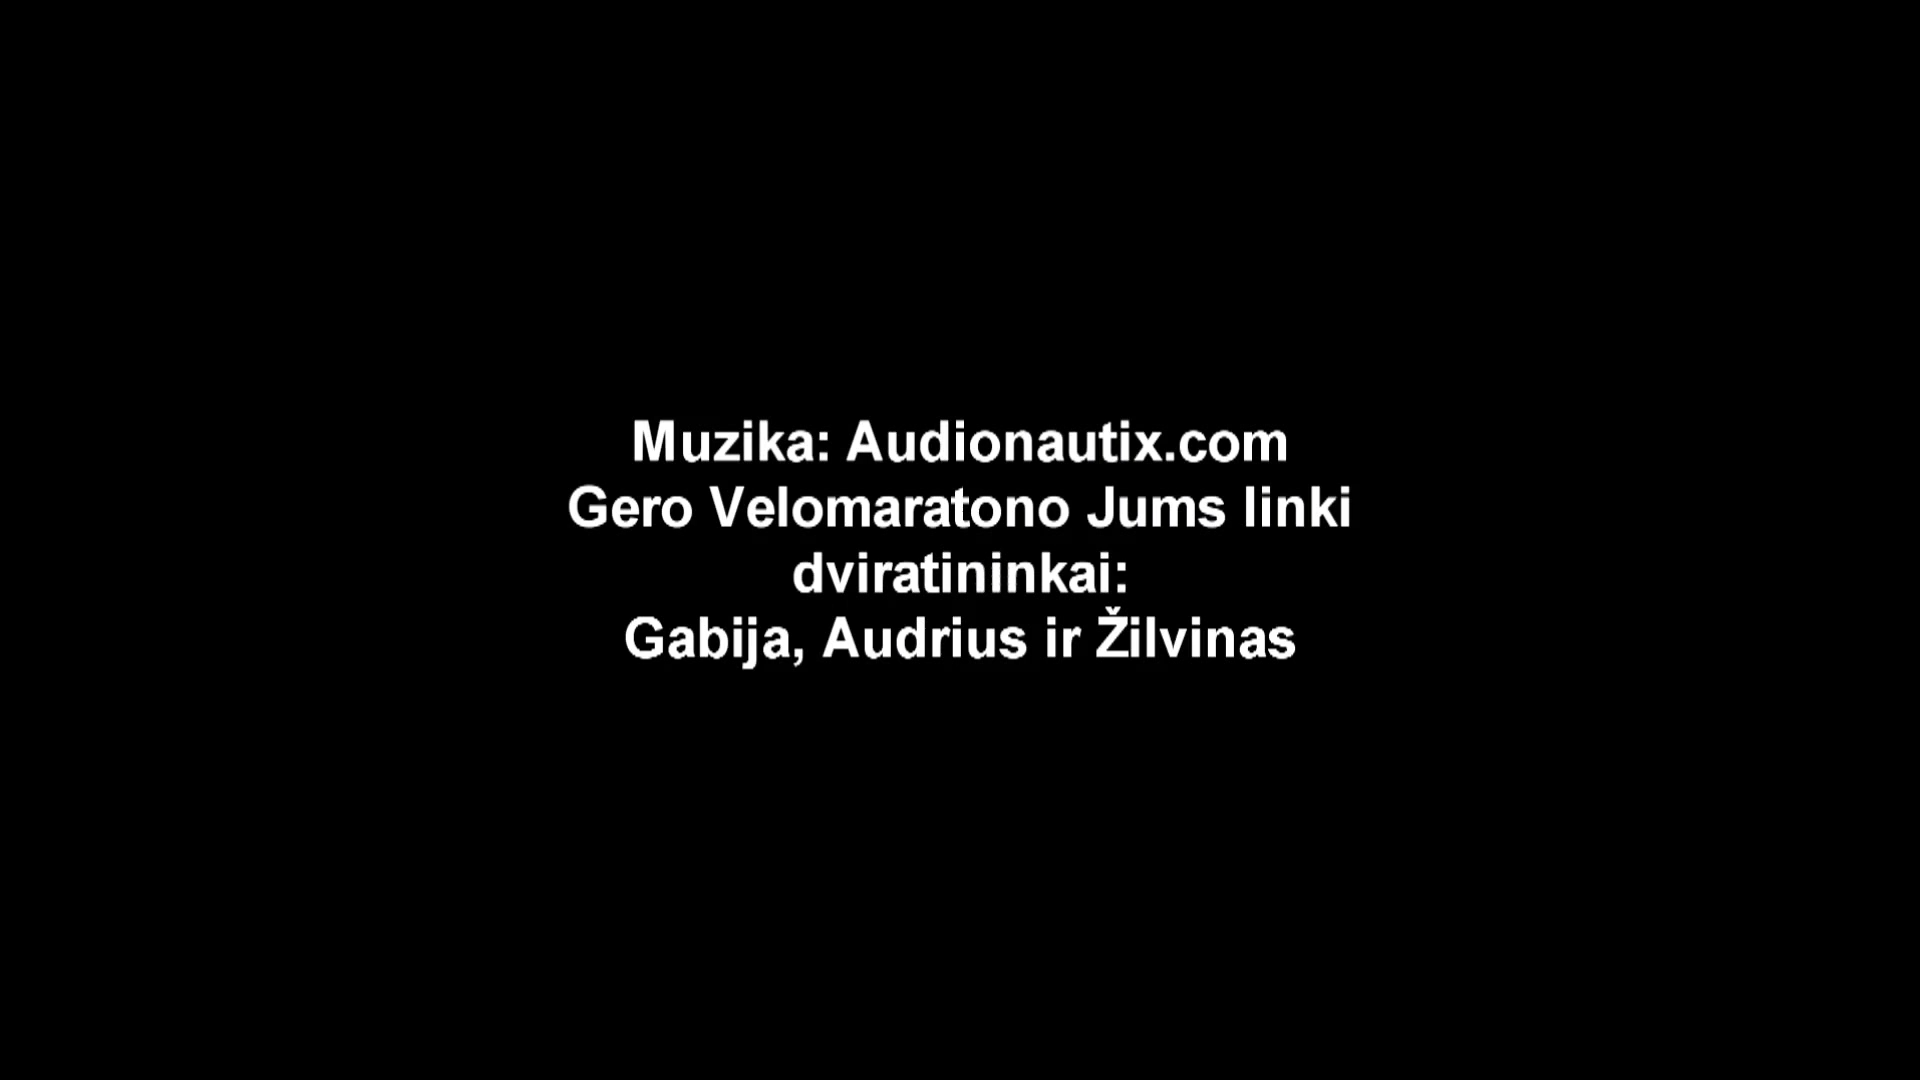 Muzika: Audionautix.com
Gero Velomaratono Jums linki
dviratininkai:
Gabija, Audrius ir Žilvinas